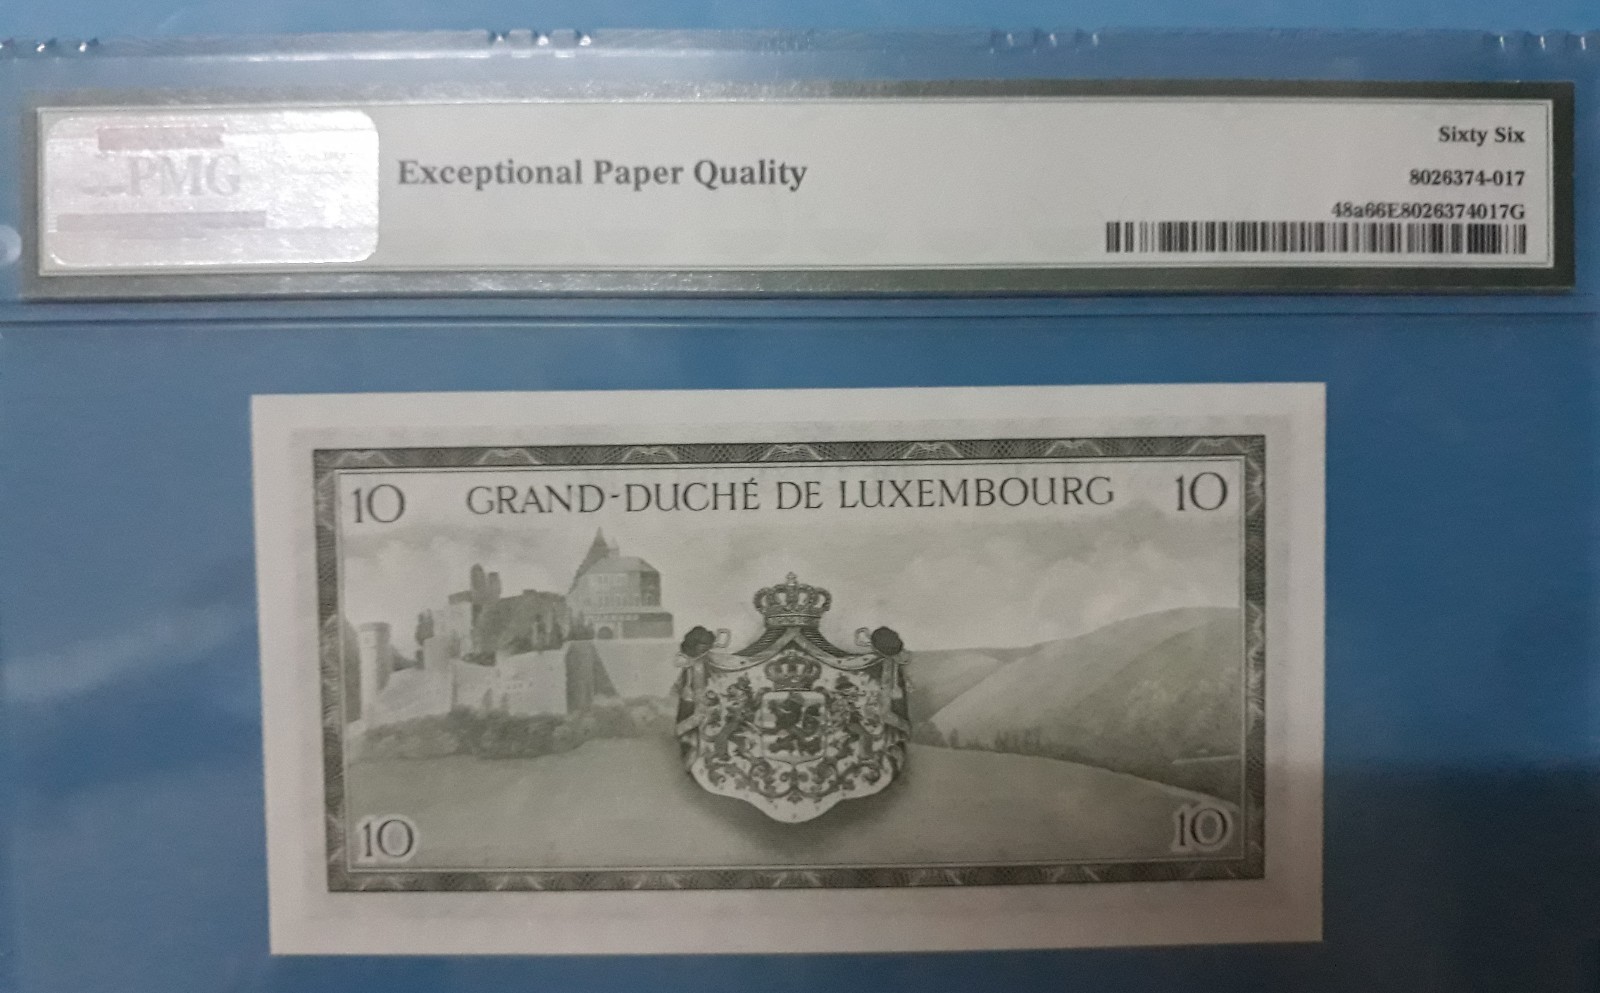 PMG
Exceptional Paper Quality
Sixty Six
8026374-017
48a66E8026374017G
10 GRAND-DUCHÉ DE LUXEMBOURG 10
10 10